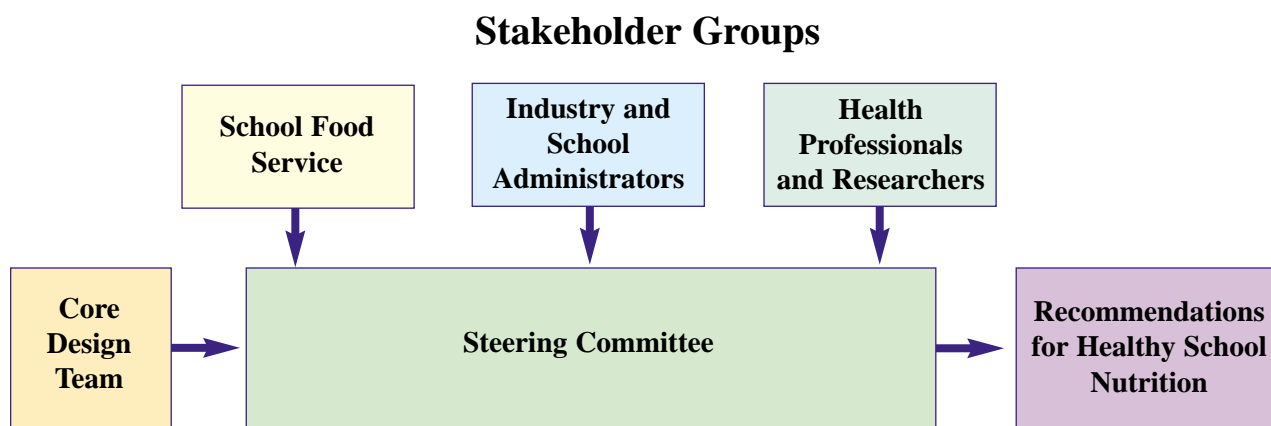 Stakeholder Groups
School Food
Service
Industry and
School
Administrators
Health
Professionals
and Researchers
Core
Design
Team
Steering Committee
Recommendations
for Healthy School
Nutrition